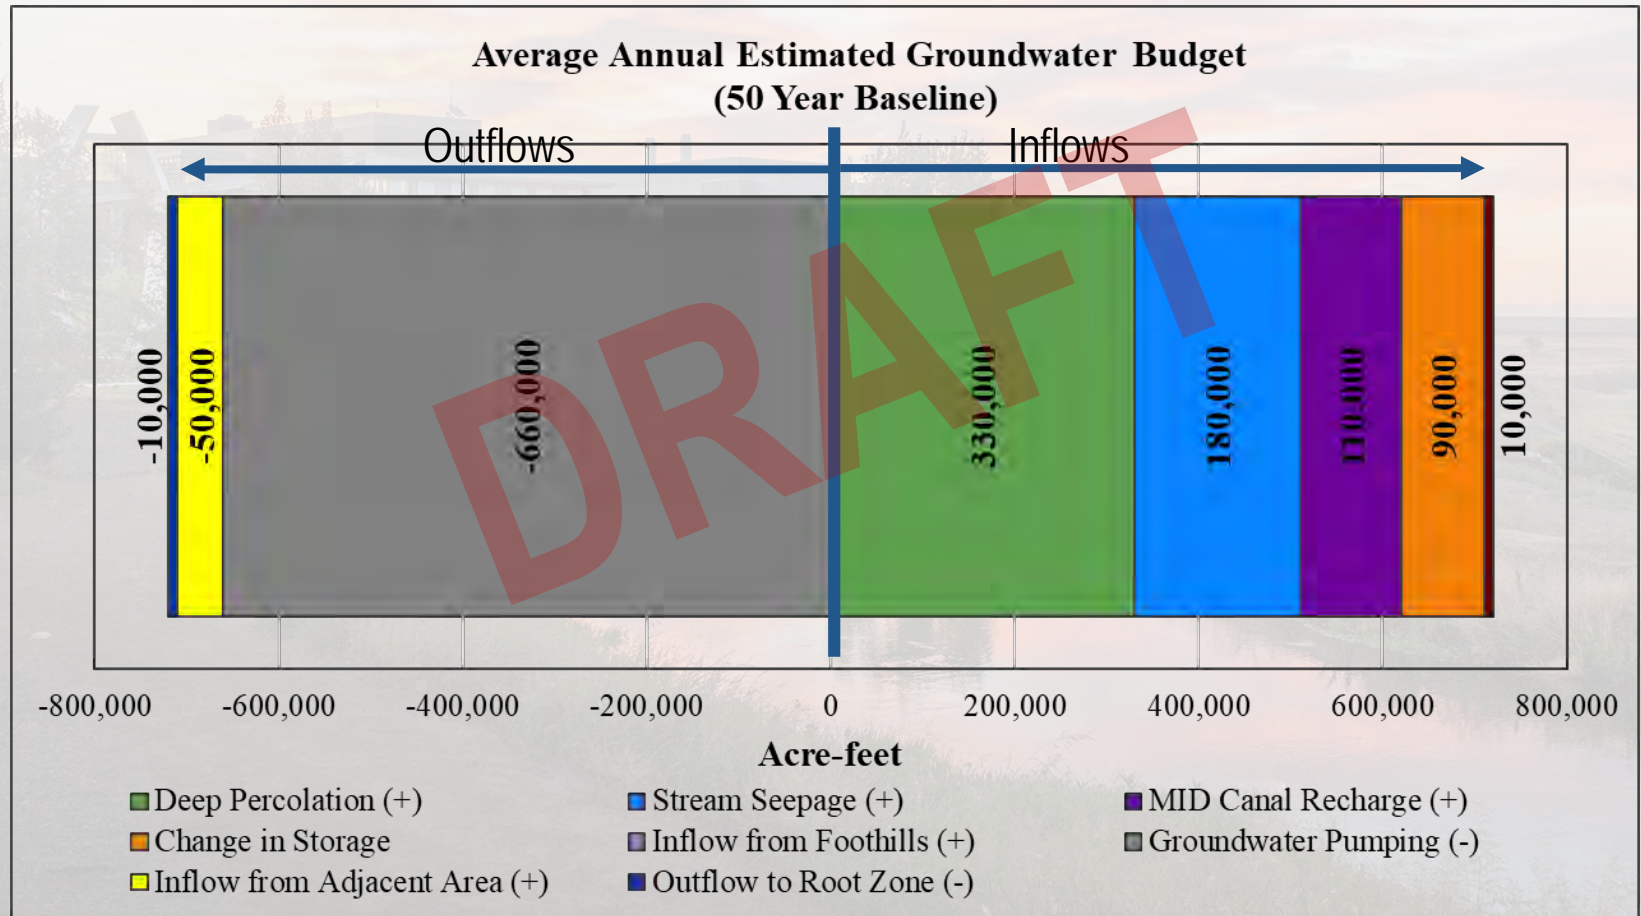 Average Annual Estimated Groundwater Budget
(50 Year Baseline)
Outflows
Inflows
-10,000
-50,000
-660,000
330,000
180,000
110,000
90,000
10,000
DRAFT
-800,000 -600,000 -400,000 -200,000 0 200,000 400,000 600,000 800,000
Acre-feet
Deep Percolation (+) Stream Seepage (+) MID Canal Recharge (+)
Change in Storage Inflow from Foothills (+) Groundwater Pumping (-)
Inflow from Adjacent Area (+) Outflow to Root Zone (-)